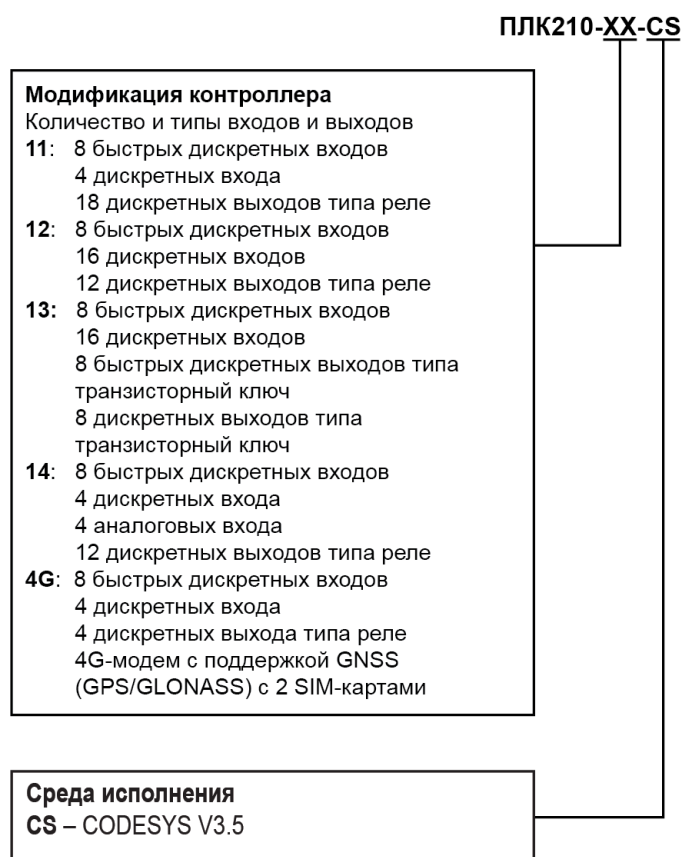 ПЛК210-XX-CS
Модификация контроллера
Количество и типы входов и выходов
11: 8 быстрых дискретных входов
4 дискретных входа
18 дискретных выходов типа реле
12: 8 быстрых дискретных входов
16 дискретных входов
12 дискретных выходов типа реле
13: 8 быстрых дискретных входов
16 дискретных входов
8 быстрых дискретных выходов типа
транзисторный ключ
8 дискретных выходов типа
транзисторный ключ
14: 8 быстрых дискретных входов
4 дискретных входа
4 аналоговых входа
12 дискретных выходов типа реле
4G: 8 быстрых дискретных входов
4 дискретных входа
4 дискретных выхода типа реле
4G-модем с поддержкой GNSS
(GPS/GLONASS) с 2 SIM-картами
Среда исполнения
CS – CODESYS V3.5